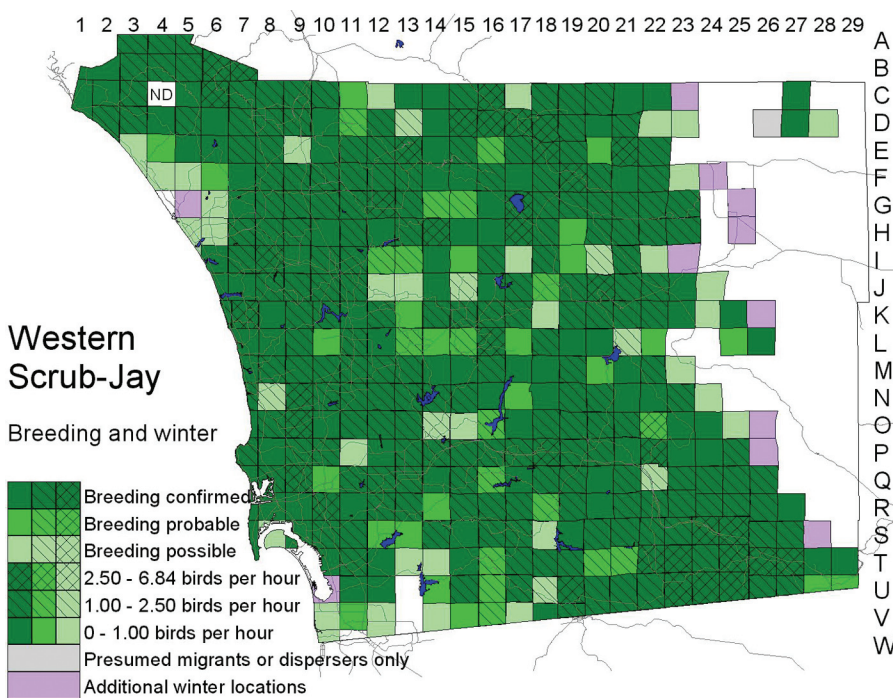 1 2 3 4 5 6 7 8 9 10 11 12 13 14 15 16 17 18 19 20 21 22 23 24 25 26 27 28 29
A
B
C
D
E
F
G
H
I
J
K
L
M
N
O
P
Q
R
S
T
U
V
W
ND
Western
Scrub-Jay
Breeding and winter
Breeding confirmed
Breeding probable
Breeding possible
2.50 - 6.84 birds per hour
1.00 - 2.50 birds per hour
0 - 1.00 birds per hour
Presumed migrants or dispersers only
Additional winter locations